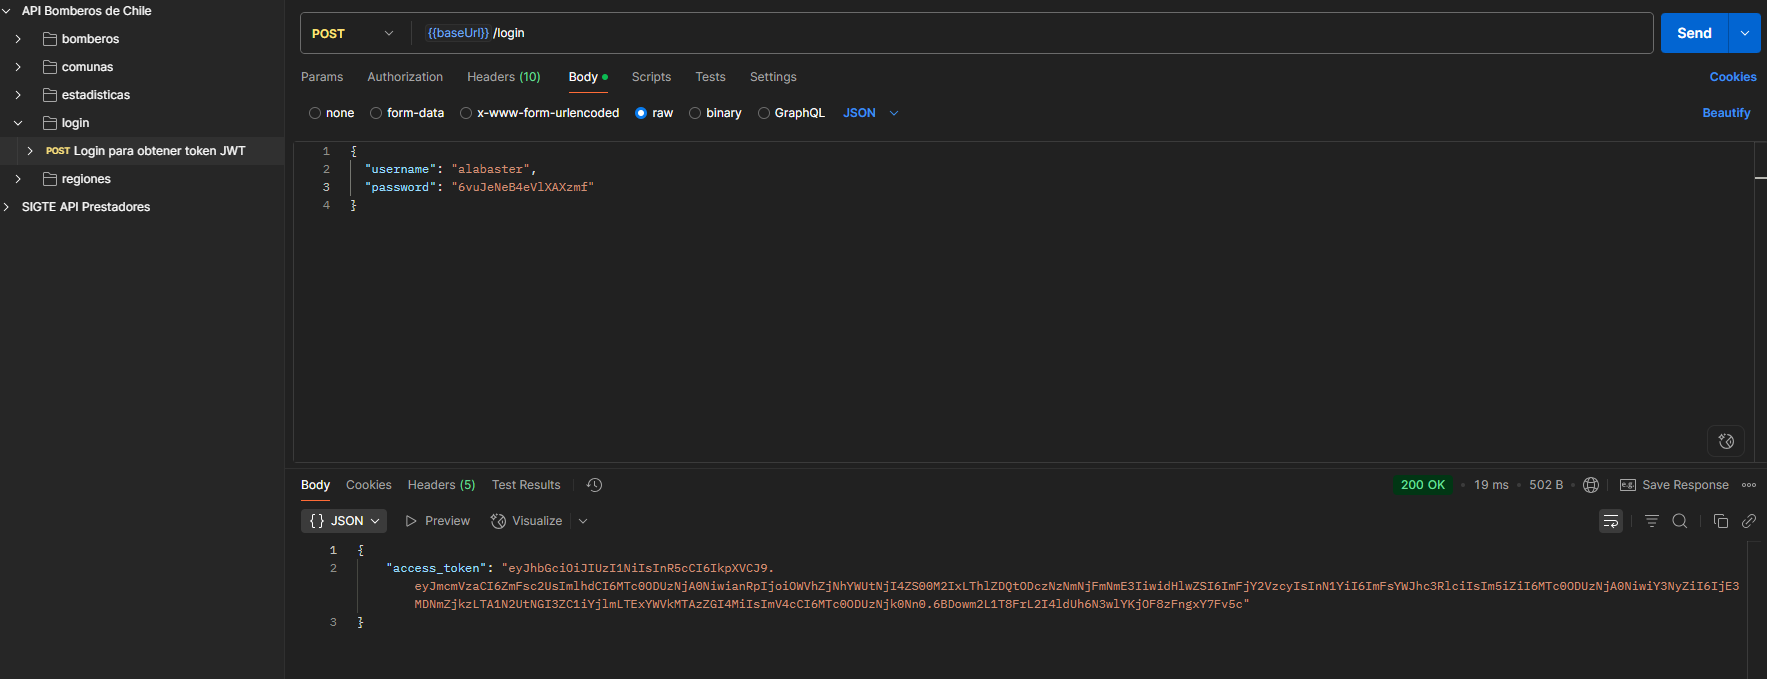 API Bomberos de Chile
bomberos
comunas
estadisticas
login
POST Login para obtener token JWT
regiones
SIGTE API Prestadores
POST {{baseUrl}} /login
Send
Params Authorization Headers (10) Body Scripts Tests Settings Cookies
none form-data x-www-form-urlencoded raw binary GraphQL JSON Beautify
1 {
2 "username": "alabaster",
3 "password": "6vuJeNeB4eVlXAXzmf"
4 }
Body Cookies Headers (5) Test Results 200 OK 19 ms 502 B e.g. Save Response
{} JSON Preview Visualize
1 {
2 "access_token": "eyJhbGciOiJIUzI1NiIsInR5cCI6IkpXVCJ9.
eyJmcmVzaCI6ZmFsc2UsImlhdCI6MTc0ODUzNjA0NiwianRpIjoiOWVhZjNhYWUtNjI4ZS00M2IxLThlZDQtODczNzNmNjFmNmE3IiwidHlwZSI6ImFjY2VzcyIsInN1YiI6ImFsYWJhc3RlciIsIm5iZiI6MTc0ODUzNjA0NiwiY3NyZiI6IjE3
MDNmZjkzLTA1N2UtNGI3ZC1iYjlmLTExYWVkMTAzZGI4MiIsImV4cCI6MTc0ODUzNjk0Nn0.6BDowm2L1T8FrL2I4ldUh6N3wlYKjOF8zFngxY7Fv5c"
3 }